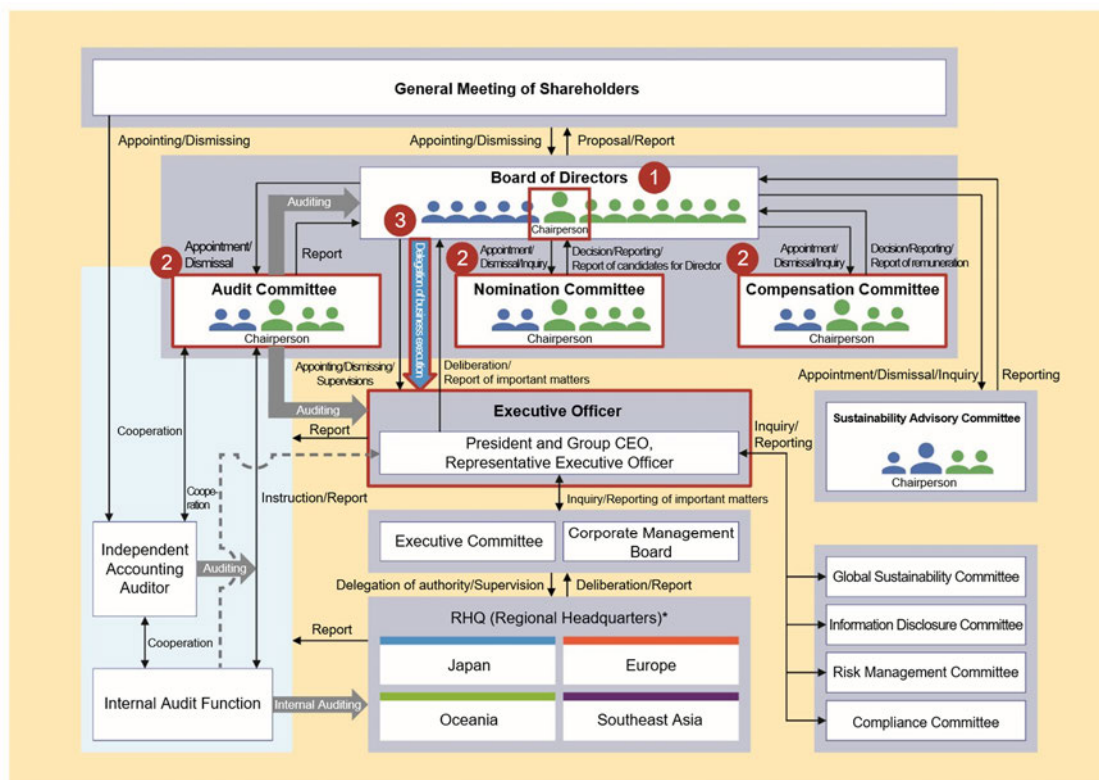 General Meeting of Shareholders
Appointing/Dismissing
Appointing/Dismissing
Proposal/Report
Board of Directors
1
Chairperson
Auditing
3
2
Appointment/
Dismissal
Report
Delegation of business execution
2
Appointment/
Dismissal/Inquiry
Decision/Reporting/
Report of candidates for Director
2
Appointment/
Dismissal/Inquiry
Decision/Reporting/
Report of remuneration
Audit Committee
Chairperson
Nomination Committee
Chairperson
Compensation Committee
Chairperson
Appointing/Dismissing/
Supervisions
Deliberation/
Report of important matters
Appointment/Dismissal/Inquiry
Reporting
Auditing
Executive Officer
President and Group CEO,
Representative Executive Officer
Report
Inquiry/
Reporting
Sustainability Advisory Committee
Chairperson
Cooperation
Coope-
ration
Instruction/Report
Inquiry/Reporting of important matters
Executive Committee
Corporate Management
Board
Independent
Accounting
Auditor
Auditing
Delegation of authority/Supervision
Deliberation/Report
Global Sustainability Committee
Information Disclosure Committee
Risk Management Committee
Compliance Committee
RHQ (Regional Headquarters)*
Japan
Europe
Oceania
Southeast Asia
Report
Cooperation
Internal Audit Function
Internal Auditing